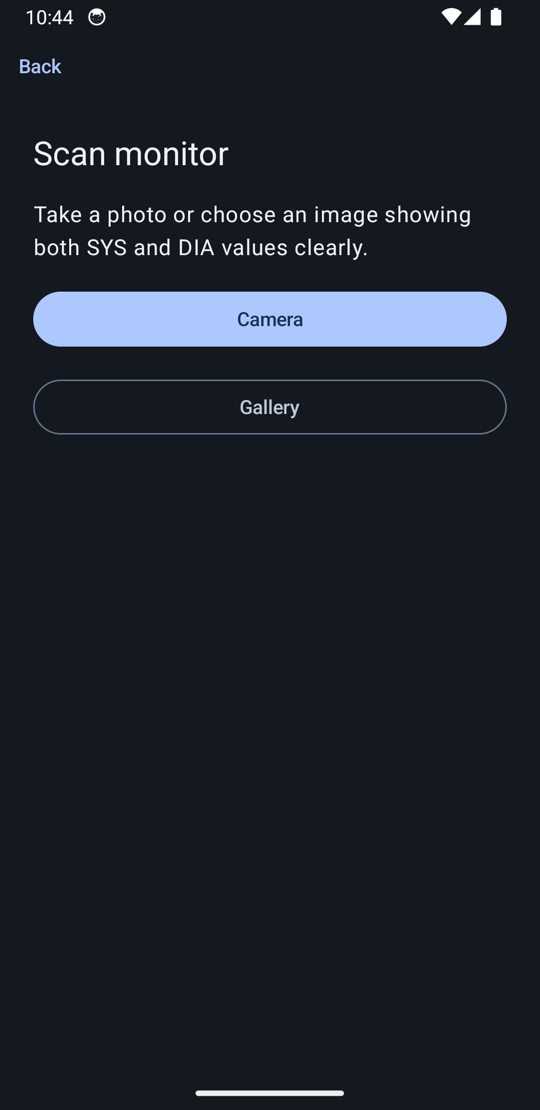 10:44
Back
Scan monitor
Take a photo or choose an image showing
both SYS and DIA values clearly.
Camera
Gallery